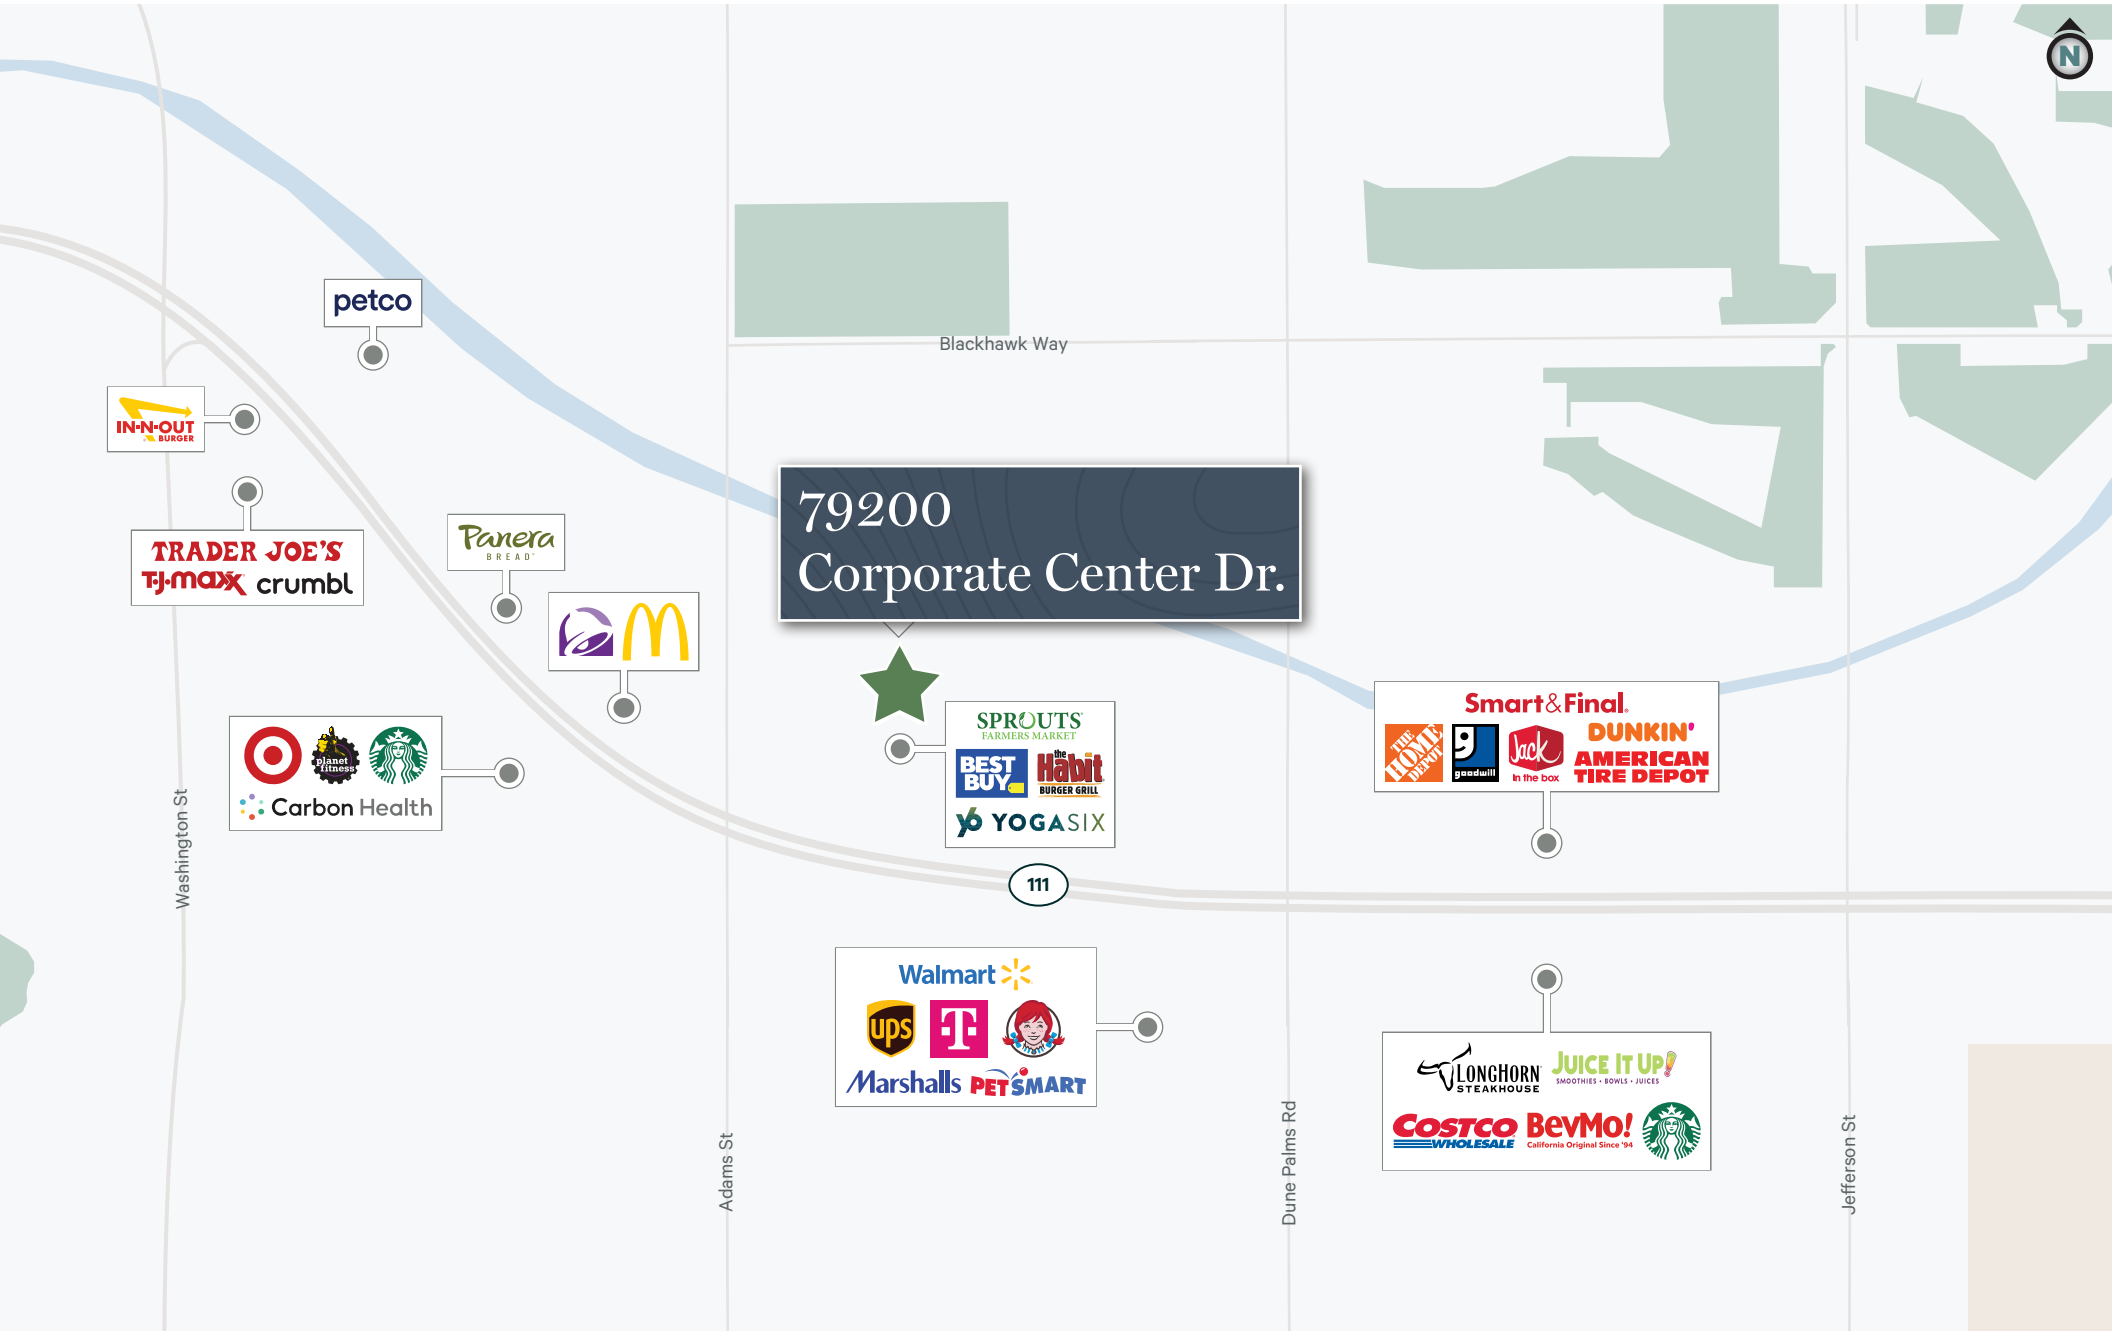 N
petco
Blackhawk Way
IN-N-OUT
BURGER
79200
Corporate Center Dr.
Panera
BREAD
TRADER JOE'S
T.J.maxx crumbl
planet
fitness
Carbon Health
SPROUTS
FARMERS MARKET
BEST
BUY
the
Habit
BURGER GRILL
Y6 YOGASIX
Smart&Final.
THE
HOME
DEPOT
g
goodwill
Jack
in the box
DUNKIN'
AMERICAN
TIRE DEPOT
Washington St
111
Walmart
ups
T
Marshalls PETSMART
LONGHORN
STEAKHOUSE
JUICE IT UP!
SMOOTHIES • BOWLS • JUICES
COSTCO
WHOLESALE
BEVMO!
California Original Since '94
Adams St
Dune Palms Rd
Jefferson St